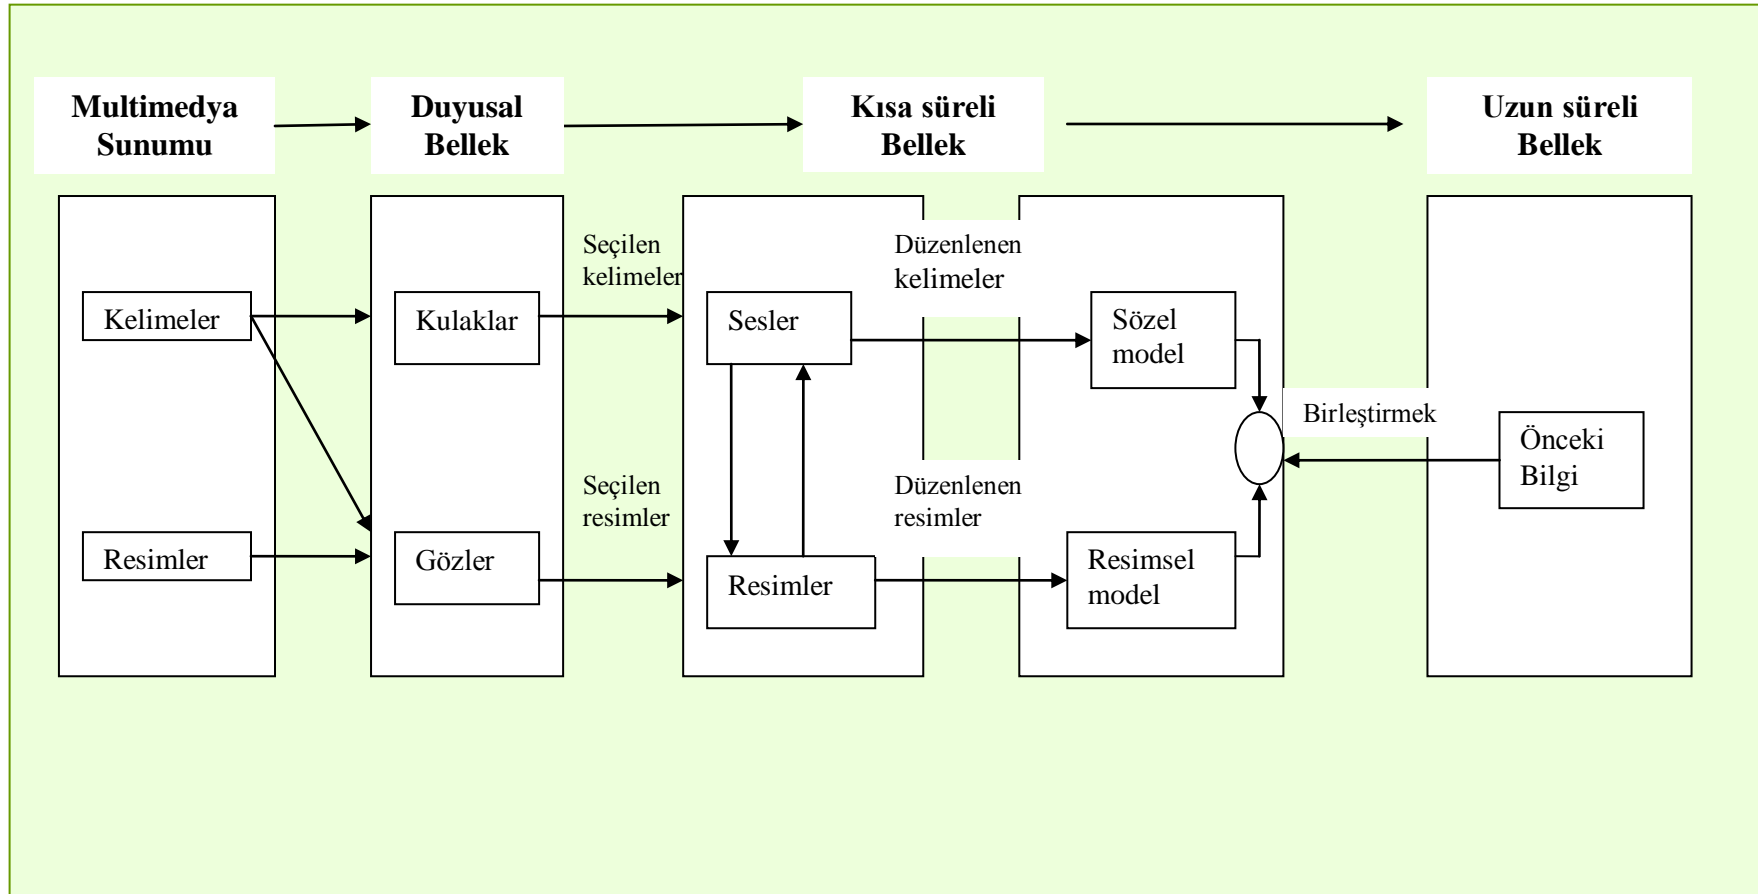 Multimedya
Sunumu
Duyusal
Bellek
Kısa süreli
Bellek
Uzun süreli
Bellek
Kelimeler
Resimler
Kulaklar
Gözler
Seçilen
kelimeler
Seçilen
resimler
Sesler
Resimler
Düzenlenen
kelimeler
Düzenlenen
resimler
Sözel
model
Resimsel
model
Birleştirmek
Önceki
Bilgi